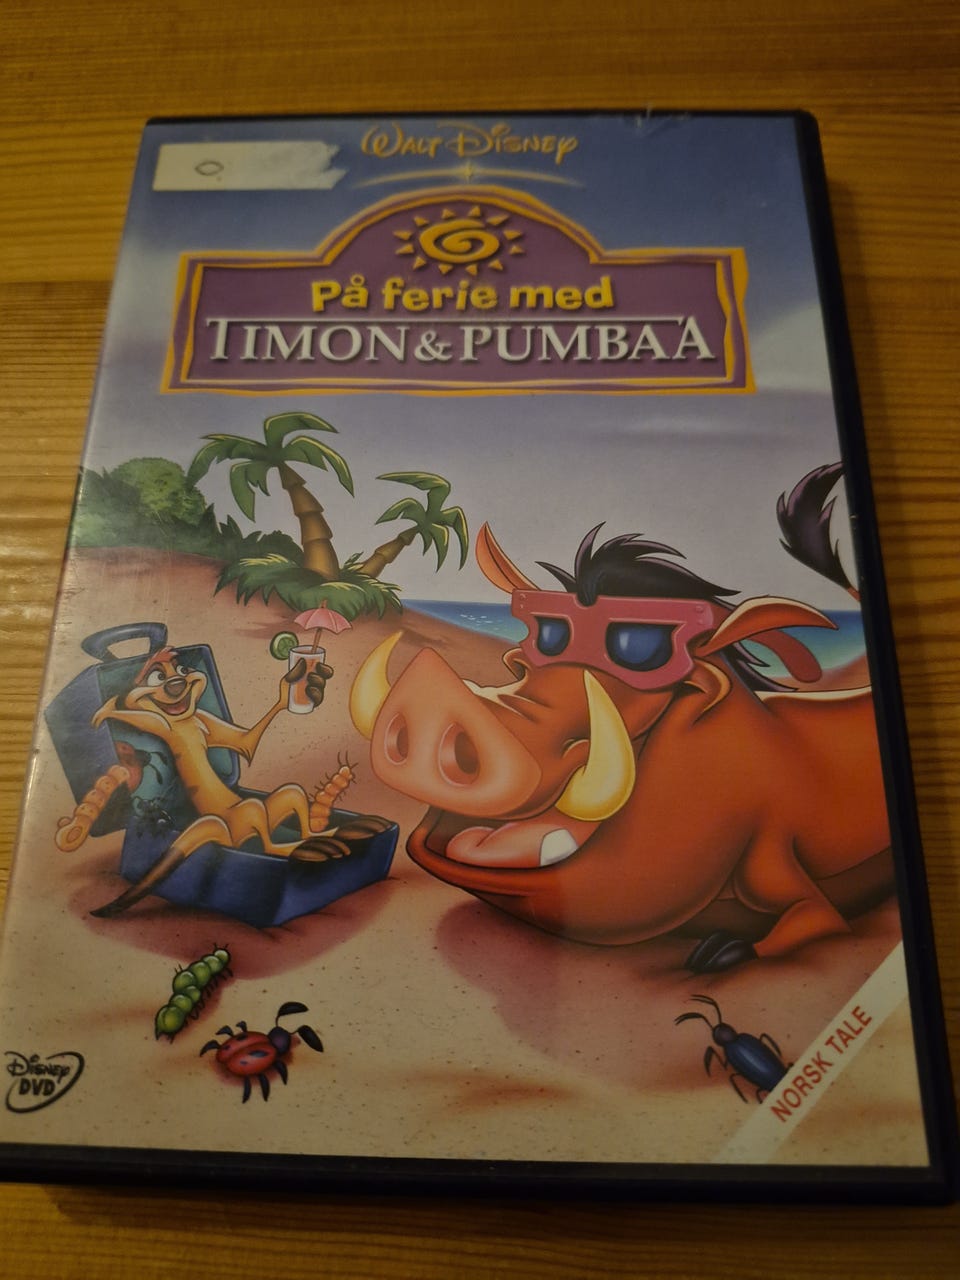 WALT DISNEY
På ferie med
TIMON & PUMBAA
DISNEY
DVD
NORSK TALE